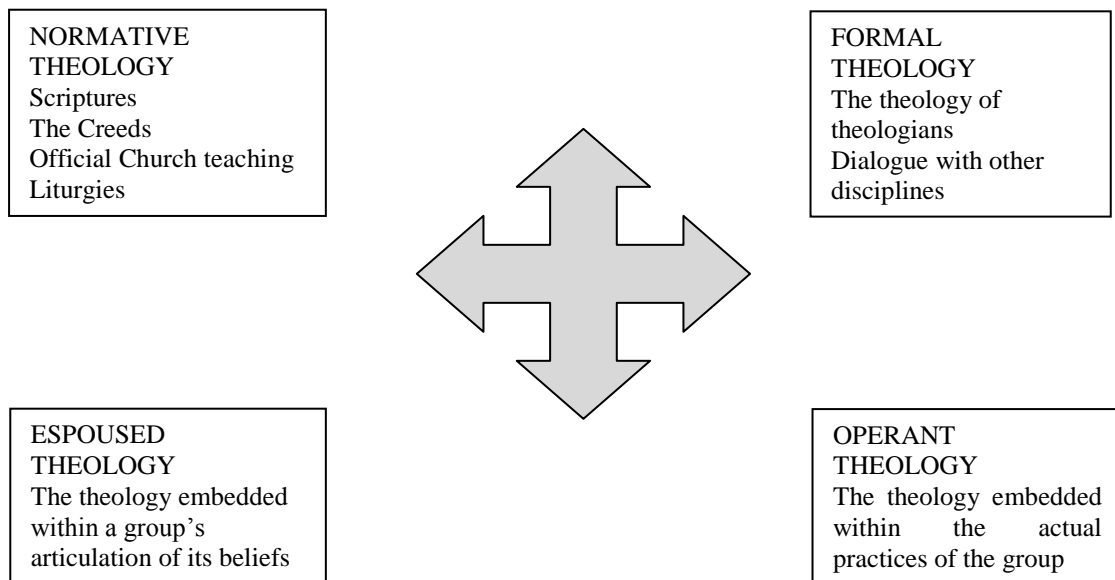 NORMATIVE
THEOLOGY
Scriptures
The Creeds
Official Church teaching
Liturgies
FORMAL
THEOLOGY
The theology of
theologians
Dialogue with other
disciplines
ESPOUSED
THEOLOGY
The theology embedded
within a group’s
articulation of its beliefs
OPERANT
THEOLOGY
The theology embedded
within the actual
practices of the group